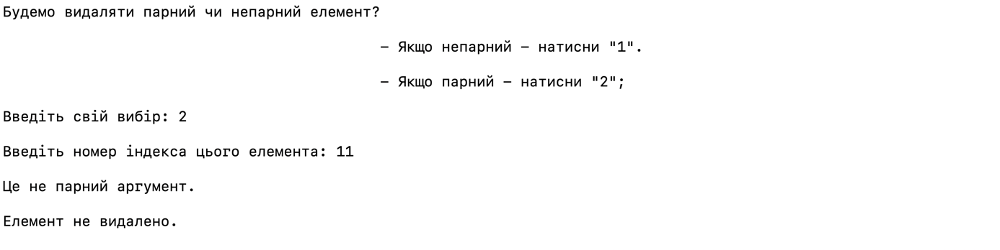 Будемо видаляти парний чи непарний елемент?
– Якщо непарний – натисни "1".
– Якщо парний – натисни "2";
Введіть свій вибір: 2
Введіть номер індекса цього елемента: 11
Це не парний аргумент.
Елемент не видалено.